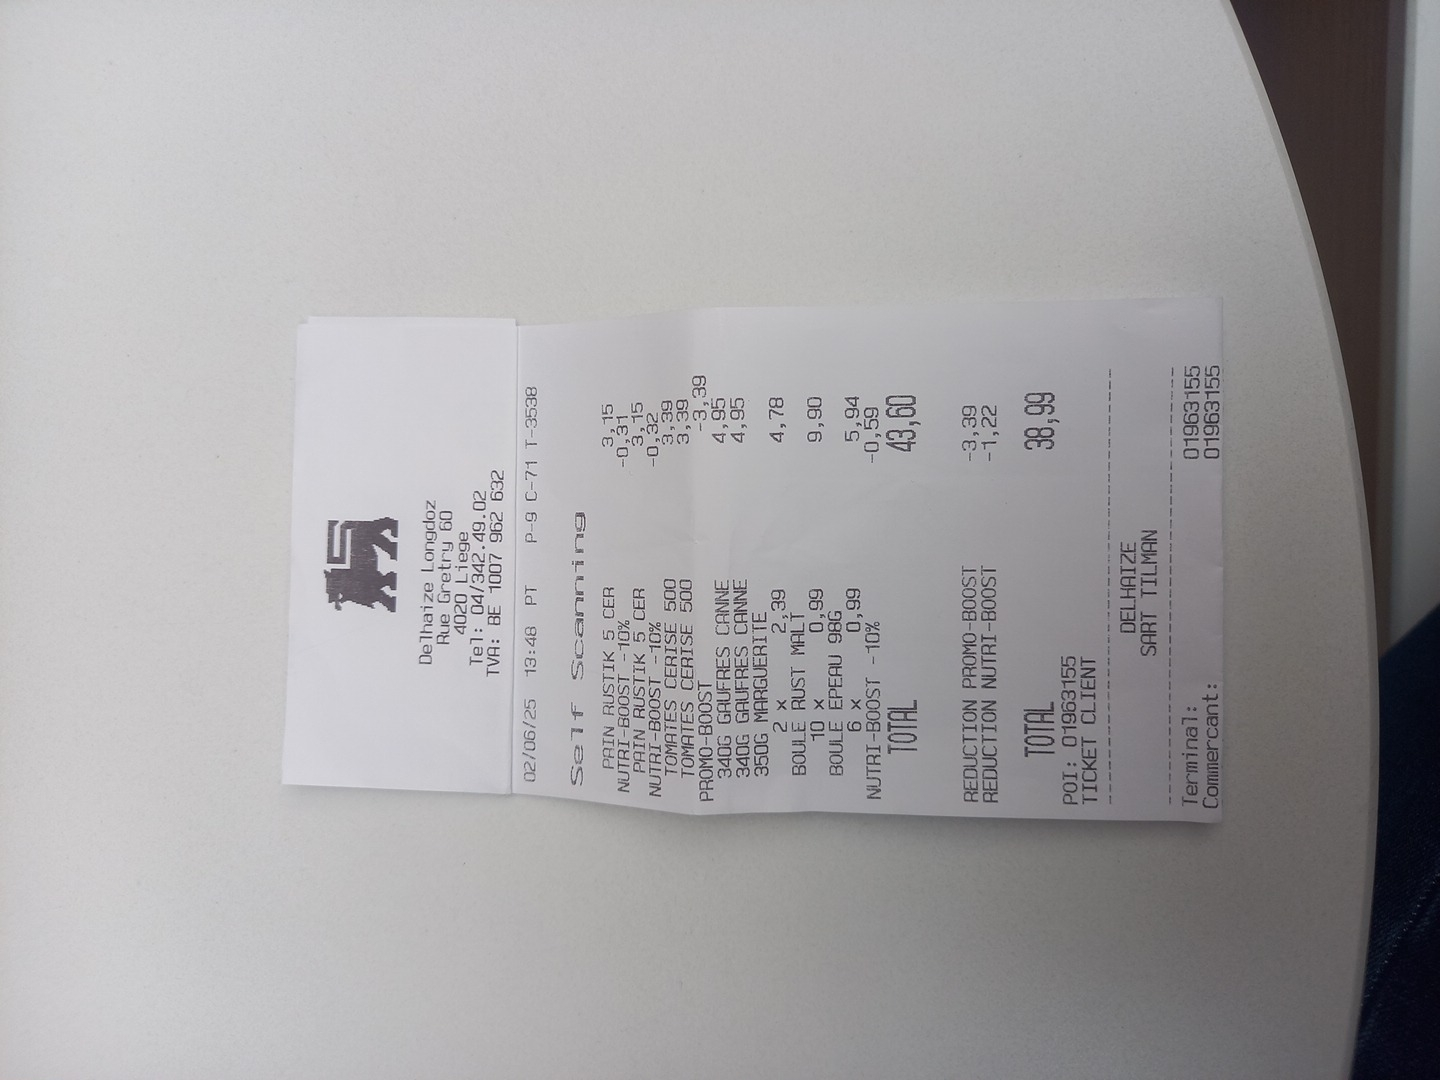 Delhaize Longdoz
Rue Gretry 60
4020 Liege
Tel: 04/342.49.02
TVA: BE 1007 962 632
02/06/25 13:48 PT P-9 C-71 T-3538
Self Scanning
PAIN RUSTIK 5 CER 3,15
NUTRI-BOOST -10% -0,31
PAIN RUSTIK 5 CER 3,15
NUTRI-BOOST -10% -0,32
TOMATES CERISE 500 3,39
TOMATES CERISE 500 3,39
PROMO-BOOST -3,39
340G GAUFRES CANNE 4,95
340G GAUFRES CANNE 4,95
350G MARGUERITE
2 x 2,39 4,78
BOULE RUST MALT
10 x 0,99 9,90
BOULE EPEAU 98G
6 x 0,99 5,94
NUTRI-BOOST -10% -0,59
TOTAL 43,60
REDUCTION PROMO-BOOST -3,39
REDUCTION NUTRI-BOOST -1,22
TOTAL 38,99
POI: 01963155
TICKET CLIENT
--------------------------------
DELHAIZE
SART TILMAN
--------------------------------
Terminal: 01963155
Commercant: 01963155